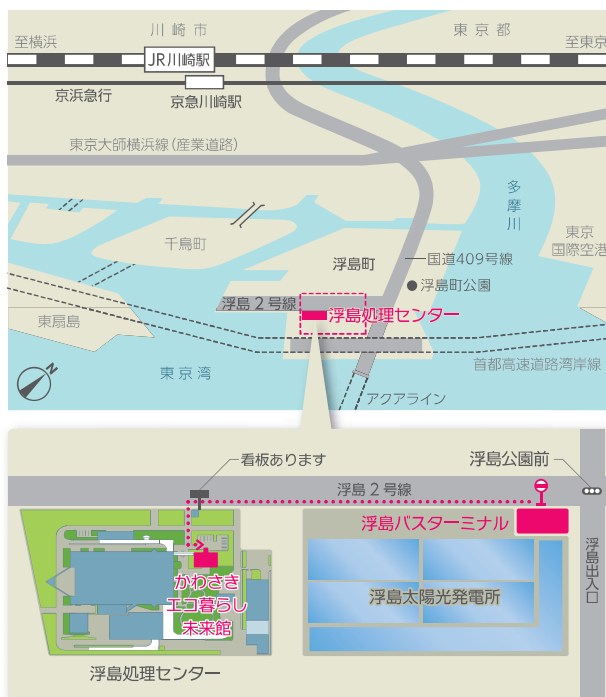 川崎市
東京都
至横浜
至東京
JR川崎駅
京浜急行
京急川崎駅
東京大師横浜線(産業道路)
多摩川
千鳥町
浮島町
東京
国際空港
国道409号線
浮島町公園
浮島2号線
浮島処理センター
東扇島
東京湾
首都高速道路湾岸線
N
アクアライン
看板あります
浮島公園前
浮島2号線
浮島バスターミナル
浮島出入口
かわさき
エコ暮らし
未来館
浮島太陽光発電所
浮島処理センター